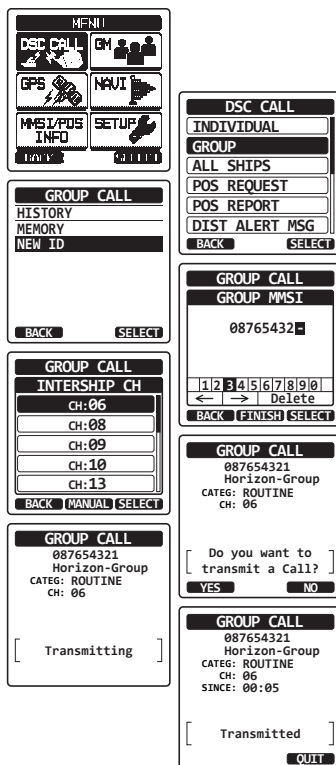 MENU
DSC CALL
GM
GPS
NAVI
MMSI/POS
INFO
SETUP
DSC CALL
INDIVIDUAL
GROUP
ALL SHIPS
POS REQUEST
POS REPORT
DIST ALERT MSG
BACK SELECT
GROUP CALL
HISTORY
MEMORY
NEW ID
BACK SELECT
GROUP CALL
GROUP MMSI
08765432-
1 2 3 4 5 6 7 8 9 0
← → Delete
BACK FINISH SELECT
GROUP CALL
INTERSHIP CH
CH:06
CH:08
CH:09
CH:10
CH:13
BACK MANUAL SELECT
GROUP CALL
087654321
Horizon-Group
CATEG: ROUTINE
CH: 06
[ Do you want to
transmit a Call? ]
YES NO
GROUP CALL
087654321
Horizon-Group
CATEG: ROUTINE
CH: 06
[ Transmitting ]
GROUP CALL
087654321
Horizon-Group
CATEG: ROUTINE
CH: 06
SINCE: 00:05
[ Transmitted ]
QUIT